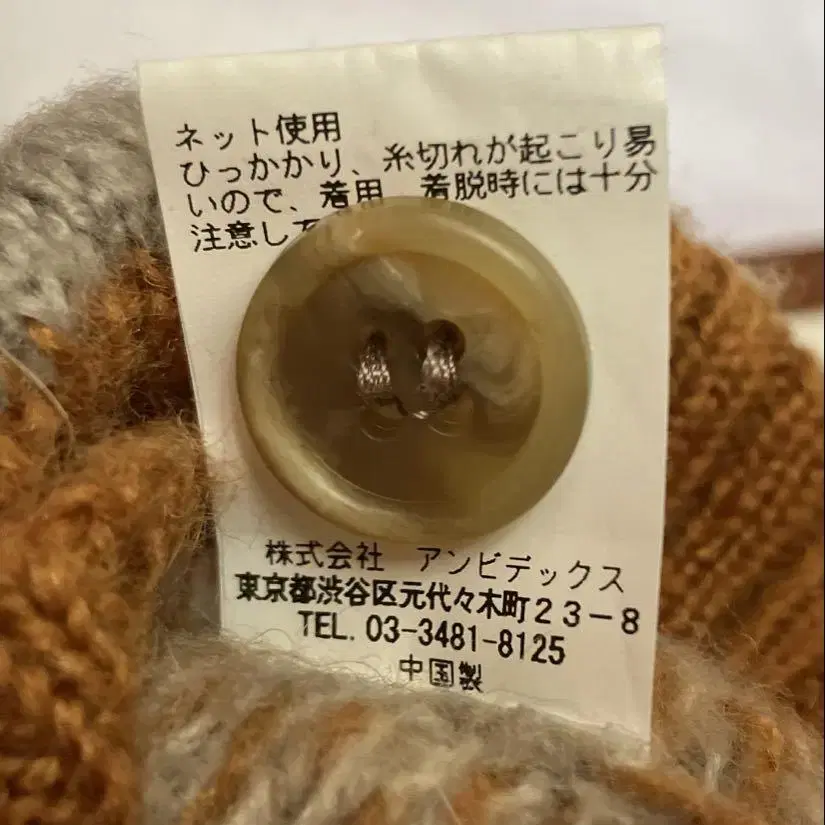 ネット使用
ひっかかり、糸切れが起こり易
いので、着用 着脱時には十分
注意して
株式会社 アンビデックス
東京都渋谷区元代々木町23-8
TEL. 03-3481-8125
中国製